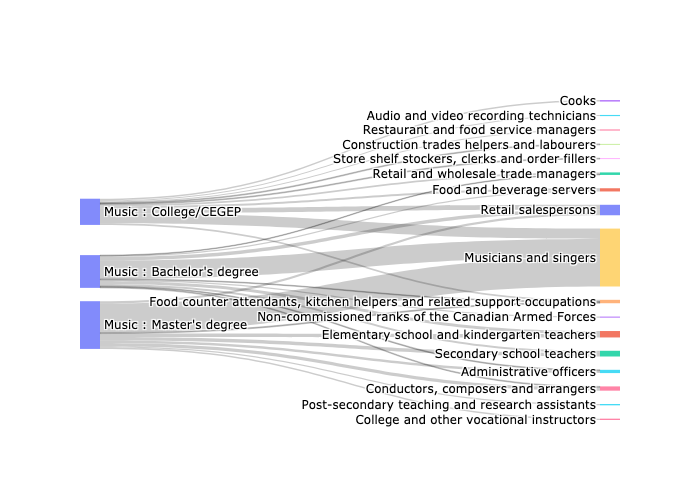 Cooks
Audio and video recording technicians
Restaurant and food service managers
Construction trades helpers and labourers
Store shelf stockers, clerks and order fillers
Retail and wholesale trade managers
Food and beverage servers
Retail salespersons
Music : College/CEGEP
Musicians and singers
Music : Bachelor's degree
Food counter attendants, kitchen helpers and related support occupations
Non-commissioned ranks of the Canadian Armed Forces
Music : Master's degree
Elementary school and kindergarten teachers
Secondary school teachers
Administrative officers
Conductors, composers and arrangers
Post-secondary teaching and research assistants
College and other vocational instructors